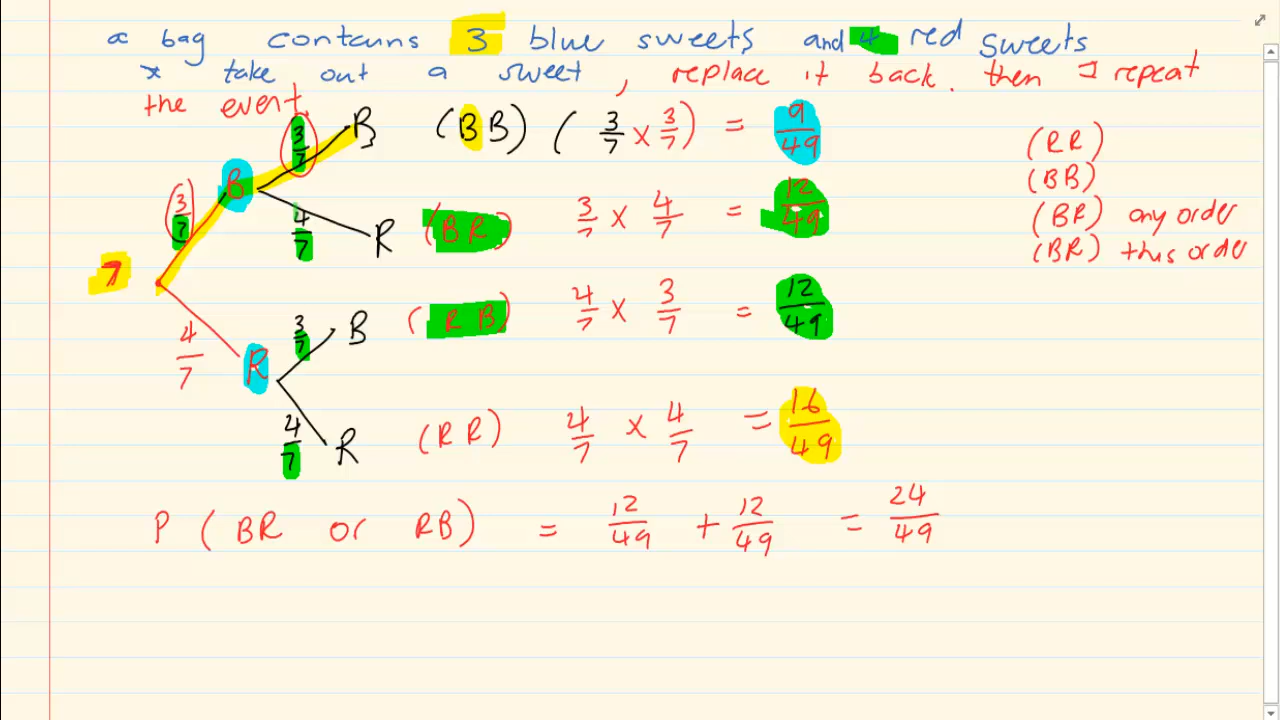 a bag contains 3 blue sweets and 4 red sweets
x take out a sweet, replace it back. then I repeat
the event.
3/7 B (BB) (3/7 x 3/7) = 9/49
3/7 B
4/7 R (BR) 3/7 x 4/7 = 12/49
7
3/7 B (RB) 4/7 x 3/7 = 12/49
4/7 R
4/7 R (RR) 4/7 x 4/7 = 16/49
(RR)
(BB)
(BR) any order
(BR) this order
P (BR or RB) = 12/49 + 12/49 = 24/49